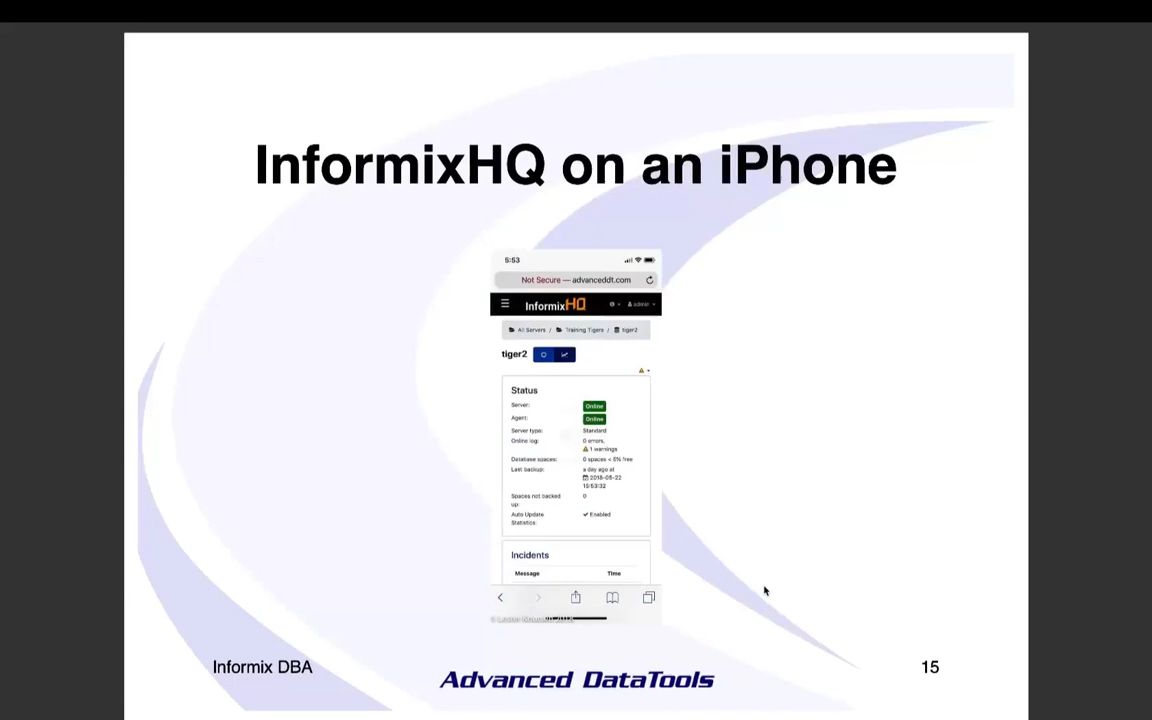 InformixHQ on an iPhone
5:53
Not Secure — advanceddt.com
InformixHQ admin
All Servers / Training Tigers / tiger2
tiger2
Status
Server: Online
Agent: Online
Server type: Standard
Online log: 0 errors,
1 warnings
Database spaces: 0 spaces < 5% free
Last backup: a day ago at
2018-05-22
15:53:32
Spaces not backed 0
up:
Auto Update Enabled
Statistics:
Incidents
Message Time
Informix DBA
Advanced DataTools
15